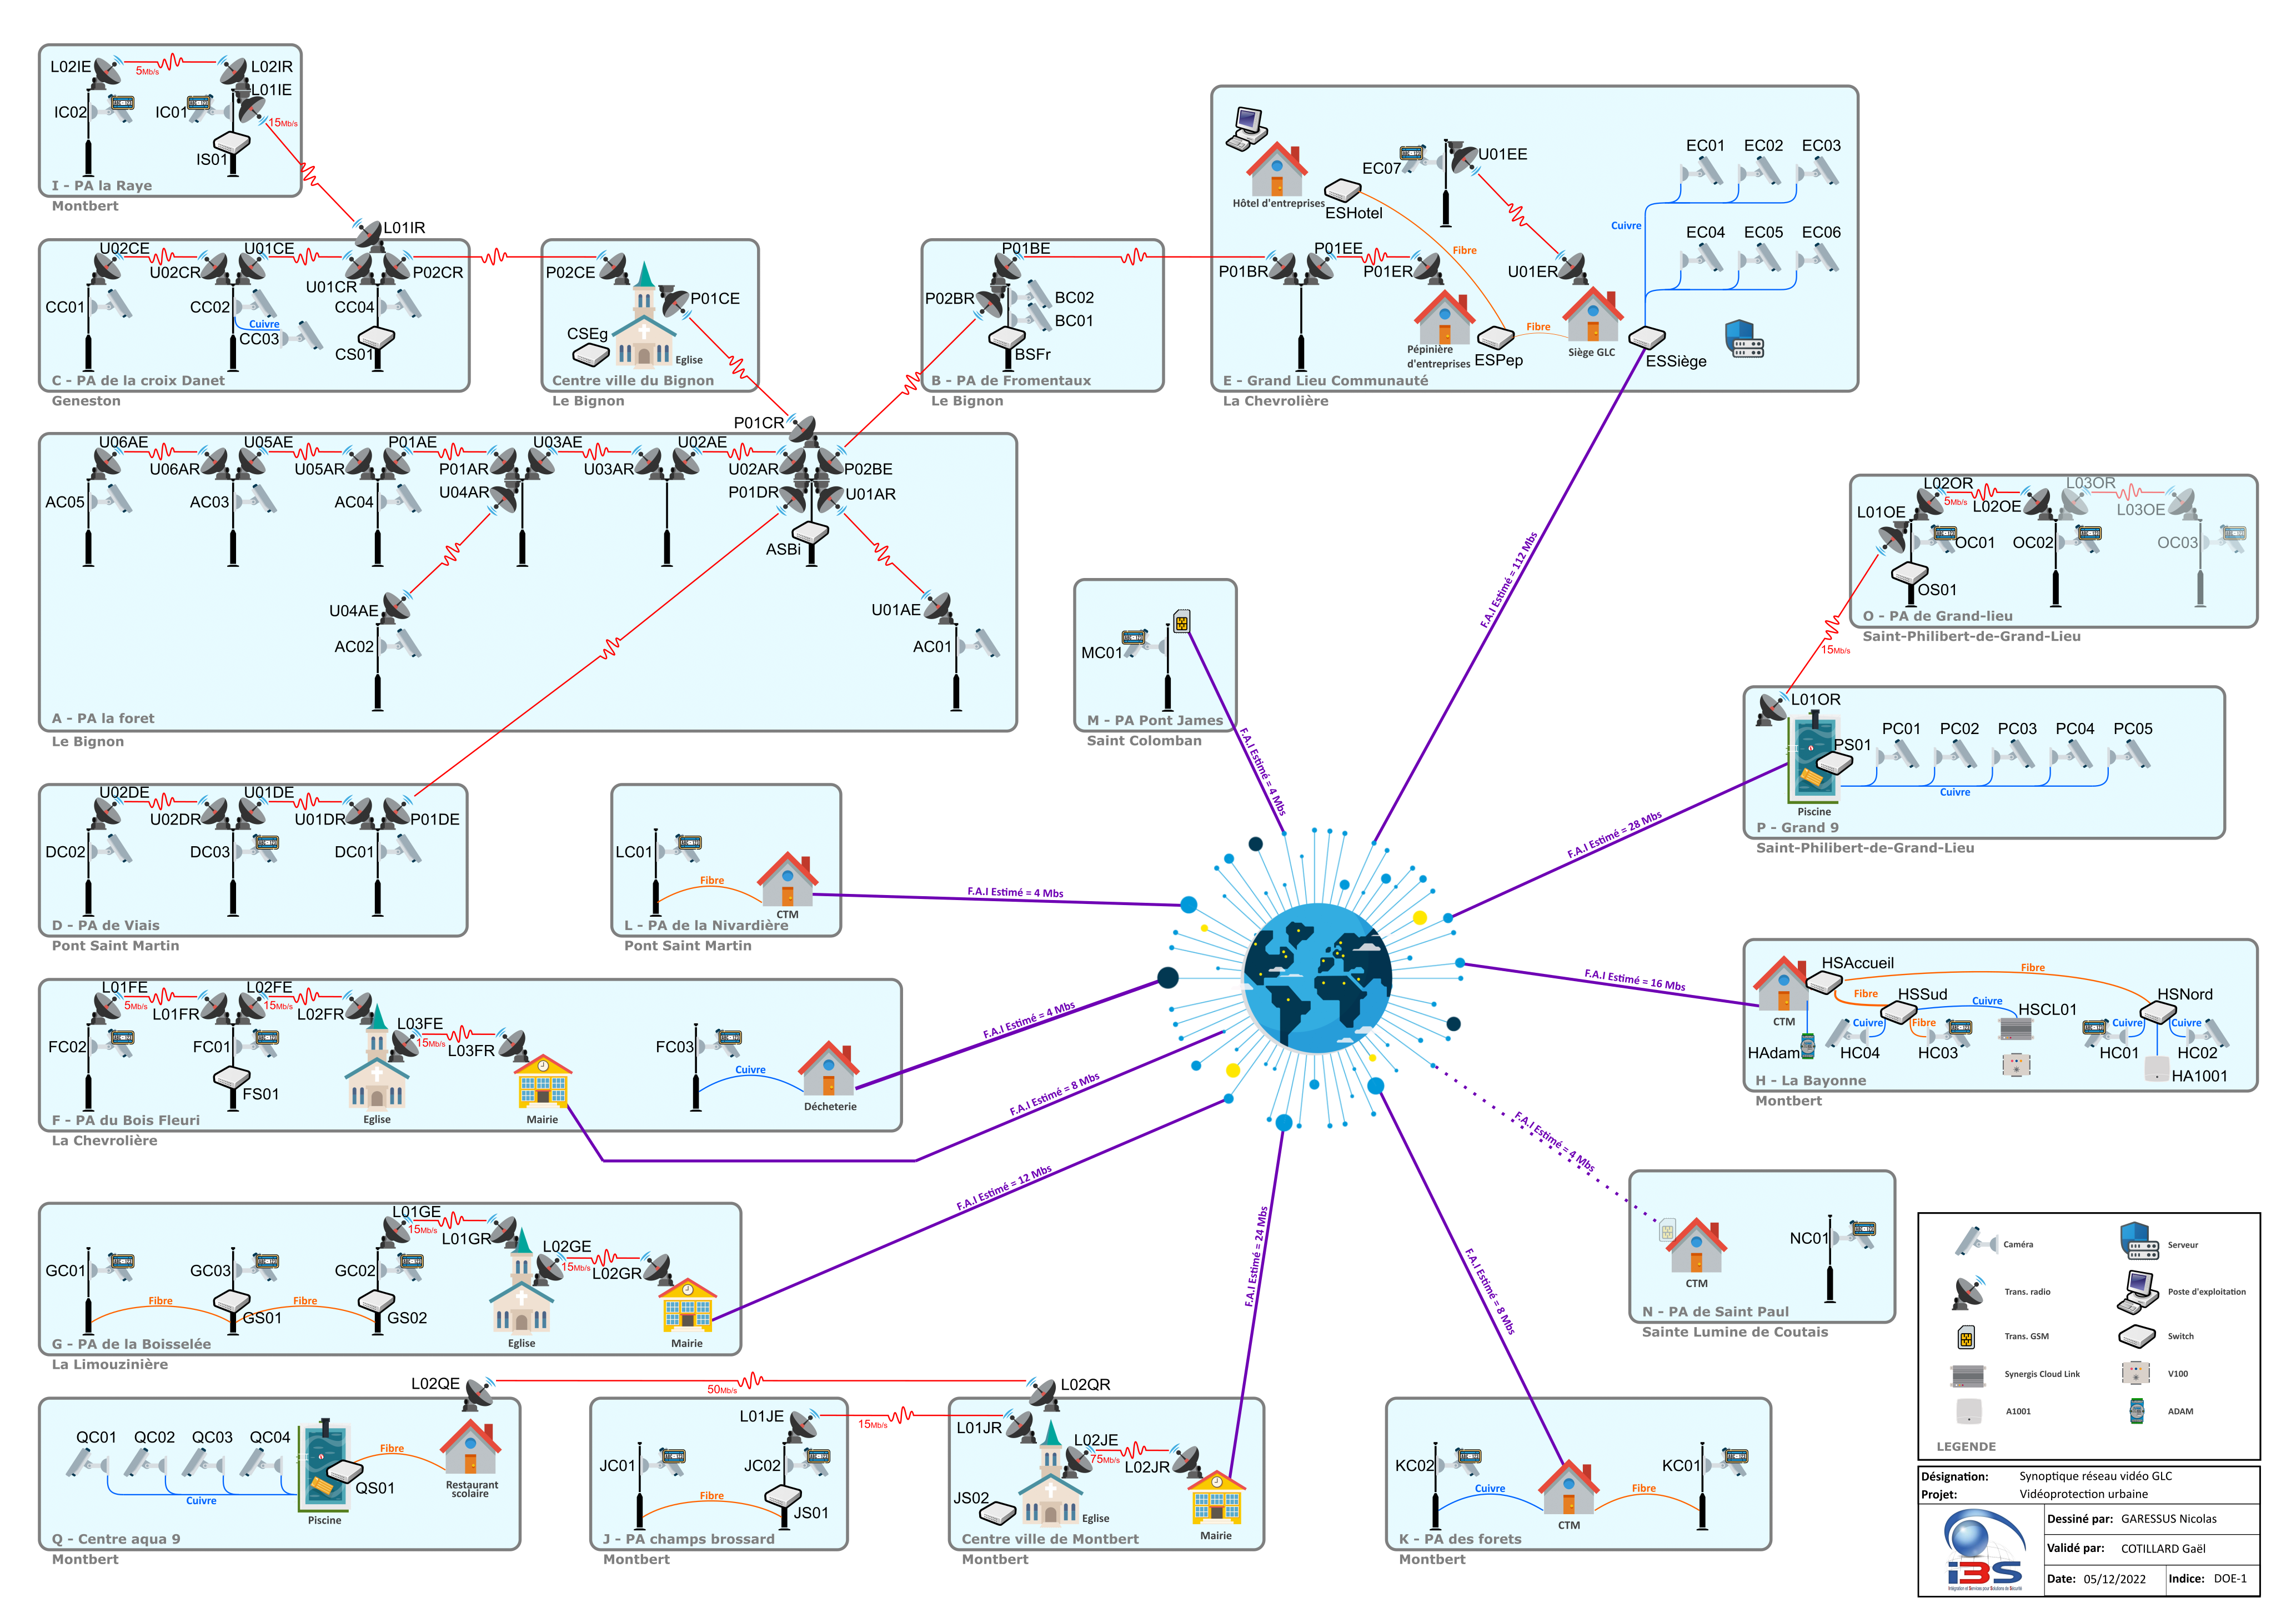 L02IE
5Mb/s
L02IR
L01IE
IC02
IC01
15Mb/s
IS01
I - PA la Raye
Montbert
L01IR
U02CE
U01CE
U02CR
U01CR
P02CR
CC01
CC02
CC04
Cuivre
CC03
CS01
C - PA de la croix Danet
Geneston
P02CE
P01CE
CSEg
Eglise
Centre ville du Bignon
Le Bignon
P01BE
P02BR
BC02
BC01
BSFr
B - PA de Fromentaux
Le Bignon
EC07
U01EE
Hôtel d'entreprises
ESHotel
Fibre
P01BR
P01EE
P01ER
U01ER
Pépinière
d'entreprises
ESPep
Fibre
Siège GLC
Cuivre
EC01
EC02
EC03
EC04
EC05
EC06
ESSiège
E - Grand Lieu Communauté
La Chevrolière
P01CR
U06AE
U05AE
P01AE
U03AE
U02AE
U06AR
U05AR
P01AR
U03AR
U02AR
P02BE
U04AR
P01DR
U01AR
AC05
AC03
AC04
ASBi
U04AE
U01AE
AC02
AC01
A - PA la foret
Le Bignon
MC01
M - PA Pont James
Saint Colomban
F.A.I Estimé = 4 Mbs
F.A.I Estimé = 112 Mbs
L02OR
L03OR
5Mb/s
L02OE
L03OE
L01OE
OC01
OC02
OC03
OS01
O - PA de Grand-lieu
Saint-Philibert-de-Grand-Lieu
15Mb/s
L01OR
PS01
PC01
PC02
PC03
PC04
PC05
Cuivre
Piscine
P - Grand 9
Saint-Philibert-de-Grand-Lieu
F.A.I Estimé = 28 Mbs
U02DE
U01DE
U02DR
U01DR
P01DE
DC02
DC03
DC01
D - PA de Viais
Pont Saint Martin
LC01
Fibre
CTM
L - PA de la Nivardière
Pont Saint Martin
F.A.I Estimé = 4 Mbs
F.A.I Estimé = 16 Mbs
HSAccueil
Fibre
Fibre
HSSud
Cuivre
HSCL01
HSNord
CTM
Cuivre
Fibre
Cuivre
Cuivre
HAdam
HC04
HC03
HC01
HC02
HA1001
H - La Bayonne
Montbert
L01FE
L02FE
5Mb/s
L01FR
15Mb/s
L02FR
L03FE
15Mb/s
L03FR
FC02
FC01
FS01
Eglise
Mairie
FC03
Cuivre
Décheterie
F - PA du Bois Fleuri
La Chevrolière
F.A.I Estimé = 4 Mbs
F.A.I Estimé = 8 Mbs
F.A.I Estimé = 12 Mbs
F.A.I Estimé = 24 Mbs
F.A.I Estimé = 8 Mbs
F.A.I Estimé = 4 Mbs
L01GE
15Mb/s
L01GR
L02GE
15Mb/s
L02GR
GC01
GC03
GC02
Fibre
Fibre
GS01
GS02
Eglise
Mairie
G - PA de la Boisselée
La Limouzinière
NC01
CTM
N - PA de Saint Paul
Sainte Lumine de Coutais
L02QE
50Mb/s
L02QR
QC01
QC02
QC03
QC04
Cuivre
QS01
Piscine
Fibre
Restaurant
scolaire
Q - Centre aqua 9
Montbert
L01JE
15Mb/s
JC01
JC02
Fibre
JS01
J - PA champs brossard
Montbert
L01JR
L02JE
75Mb/s
L02JR
JS02
Eglise
Mairie
Centre ville de Montbert
Montbert
KC02
KC01
Cuivre
Fibre
CTM
K - PA des forets
Montbert
Caméra
Serveur
Trans. radio
Poste d'exploitation
Trans. GSM
Switch
Synergis Cloud Link
V100
A1001
ADAM
LEGENDE
Désignation: Synoptique réseau vidéo GLC
Projet: Vidéoprotection urbaine
i3S
Intégration et Services pour Solutions de Sécurité
Dessiné par: GARESSUS Nicolas
Validé par: COTILLARD Gaël
Date: 05/12/2022 Indice: DOE-1